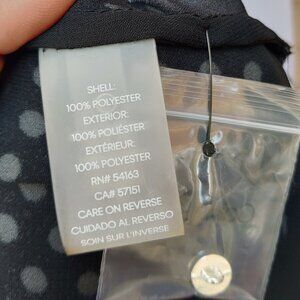 SHELL:
100% POLYESTER
EXTERIOR:
100% POLIÉSTER
EXTÉRIEUR:
100% POLYESTER
RN# 54163
CA# 57151
CARE ON REVERSE
CUIDADO AL REVERSO
SOIN SUR L'INVERSE